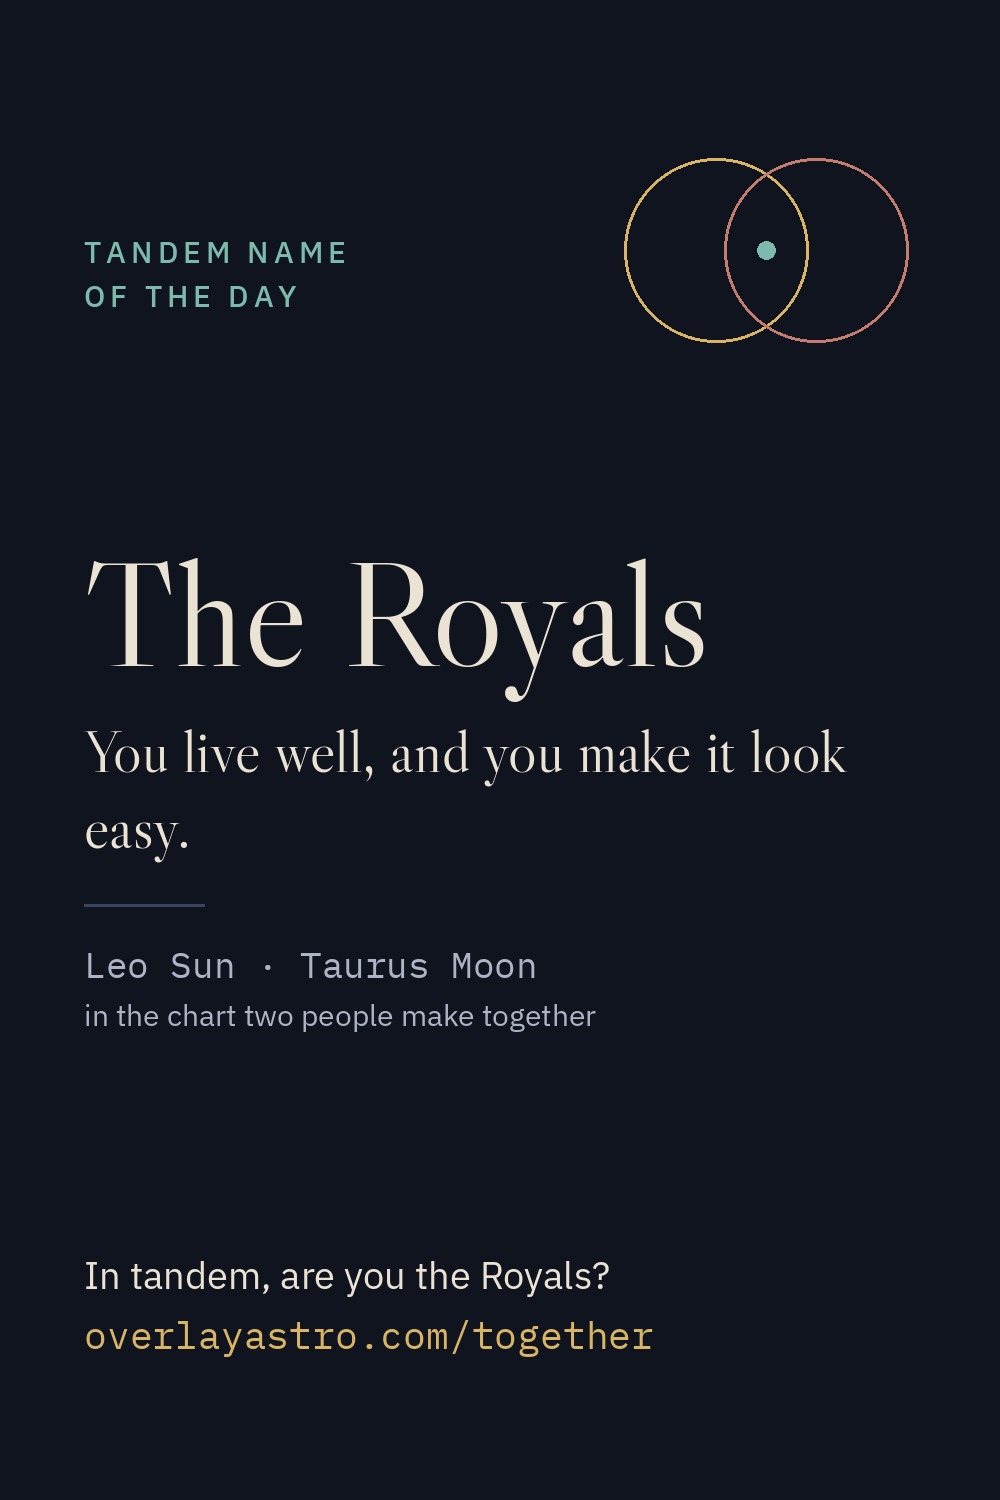 TANDEM NAME
OF THE DAY
The Royals
You live well, and you make it look
easy.
Leo Sun · Taurus Moon
in the chart two people make together
In tandem, are you the Royals?
overlayastro.com/together